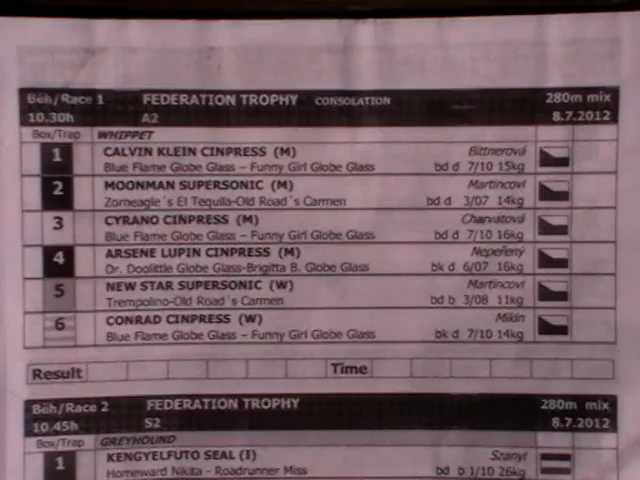 Běh/Race 1 FEDERATION TROPHY CONSOLATION 280m mix
10.30h A2 8.7.2012
Box/Trap WHIPPET
1 CALVIN KLEIN CINPRESS (M) Bittnerová
Blue Flame Globe Glass – Funny Girl Globe Glass bd d 7/10 15kg
2 MOONMAN SUPERSONIC (M) Martincovi
Zorneagle´s El Tequila-Old Road´s Carmen bd d 3/07 14kg
3 CYRANO CINPRESS (M) Charvátová
Blue Flame Globe Glass – Funny Girl Globe Glass bd d 7/10 16kg
4 ARSENE LUPIN CINPRESS (M) Nepeřený
Dr. Doolittle Globe Glass-Brigitta B. Globe Glass bk d 6/07 16kg
5 NEW STAR SUPERSONIC (W) Martincovi
Trempolino-Old Road´s Carmen bd b 3/08 11kg
6 CONRAD CINPRESS (W) Mikin
Blue Flame Globe Glass – Funny Girl Globe Glass bk d 7/10 14kg
Result Time
Běh/Race 2 FEDERATION TROPHY 280m mix
10.45h S2 8.7.2012
Box/Trap GREYHOUND
1 KENGYELFUTO SEAL (I) Szanyi
Homeward Nikita - Roadrunner Miss bd b 1/10 26kg